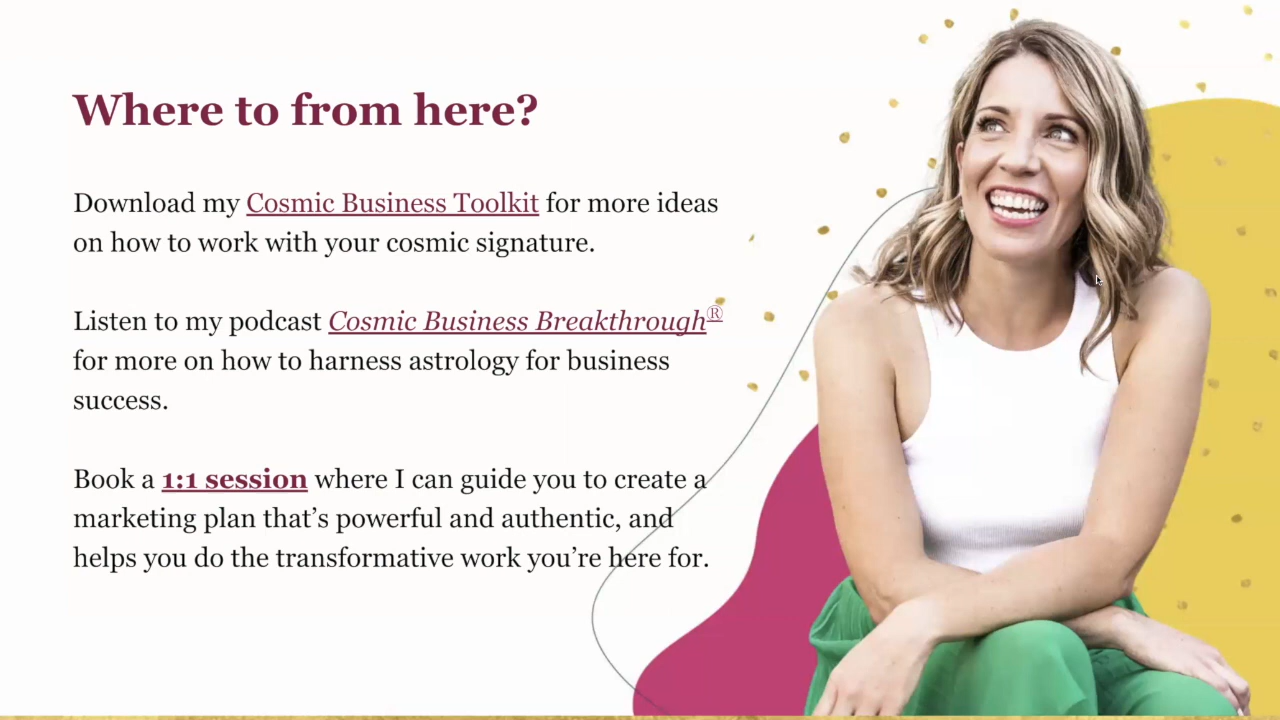 Where to from here?
Download my Cosmic Business Toolkit for more ideas
on how to work with your cosmic signature.
Listen to my podcast Cosmic Business Breakthrough®
for more on how to harness astrology for business
success.
Book a 1:1 session where I can guide you to create a
marketing plan that’s powerful and authentic, and
helps you do the transformative work you’re here for.